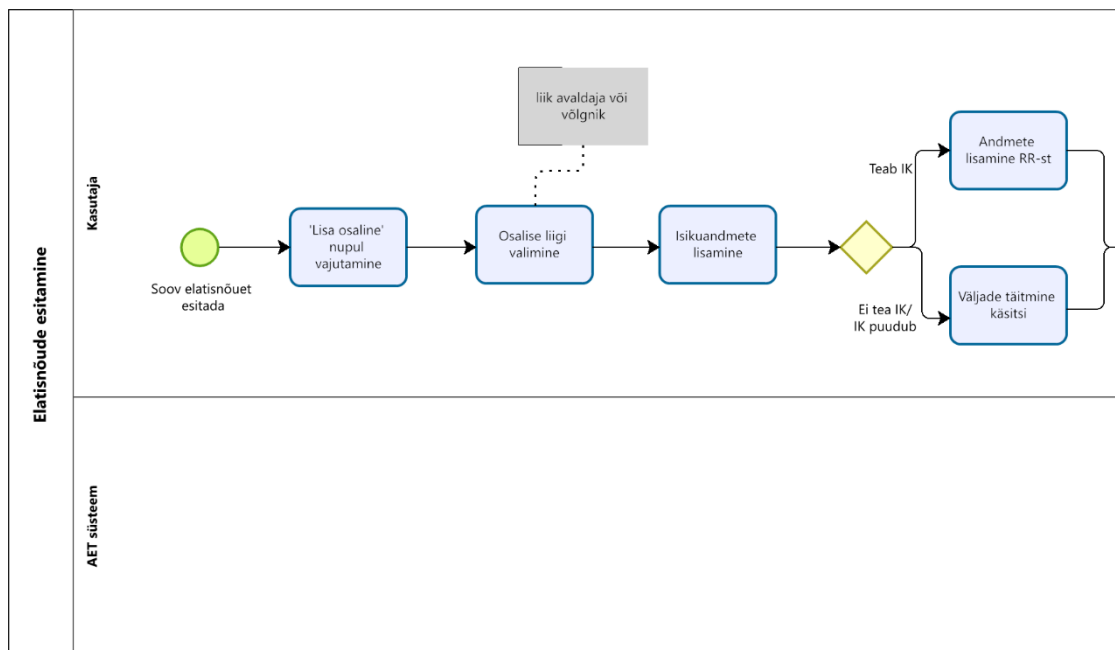 Elatisnõude esitamine
Kasutaja
Soov elatisnõuet
esitada
'Lisa osaline'
nupul
vajutamine
liik avaldaja või
võlgnik
Osalise liigi
valimine
Isikuandmete
lisamine
Teab IK
Ei tea IK/
IK puudub
Andmete
lisamine RR-st
Väljade täitmine
käsitsi
AET süsteem